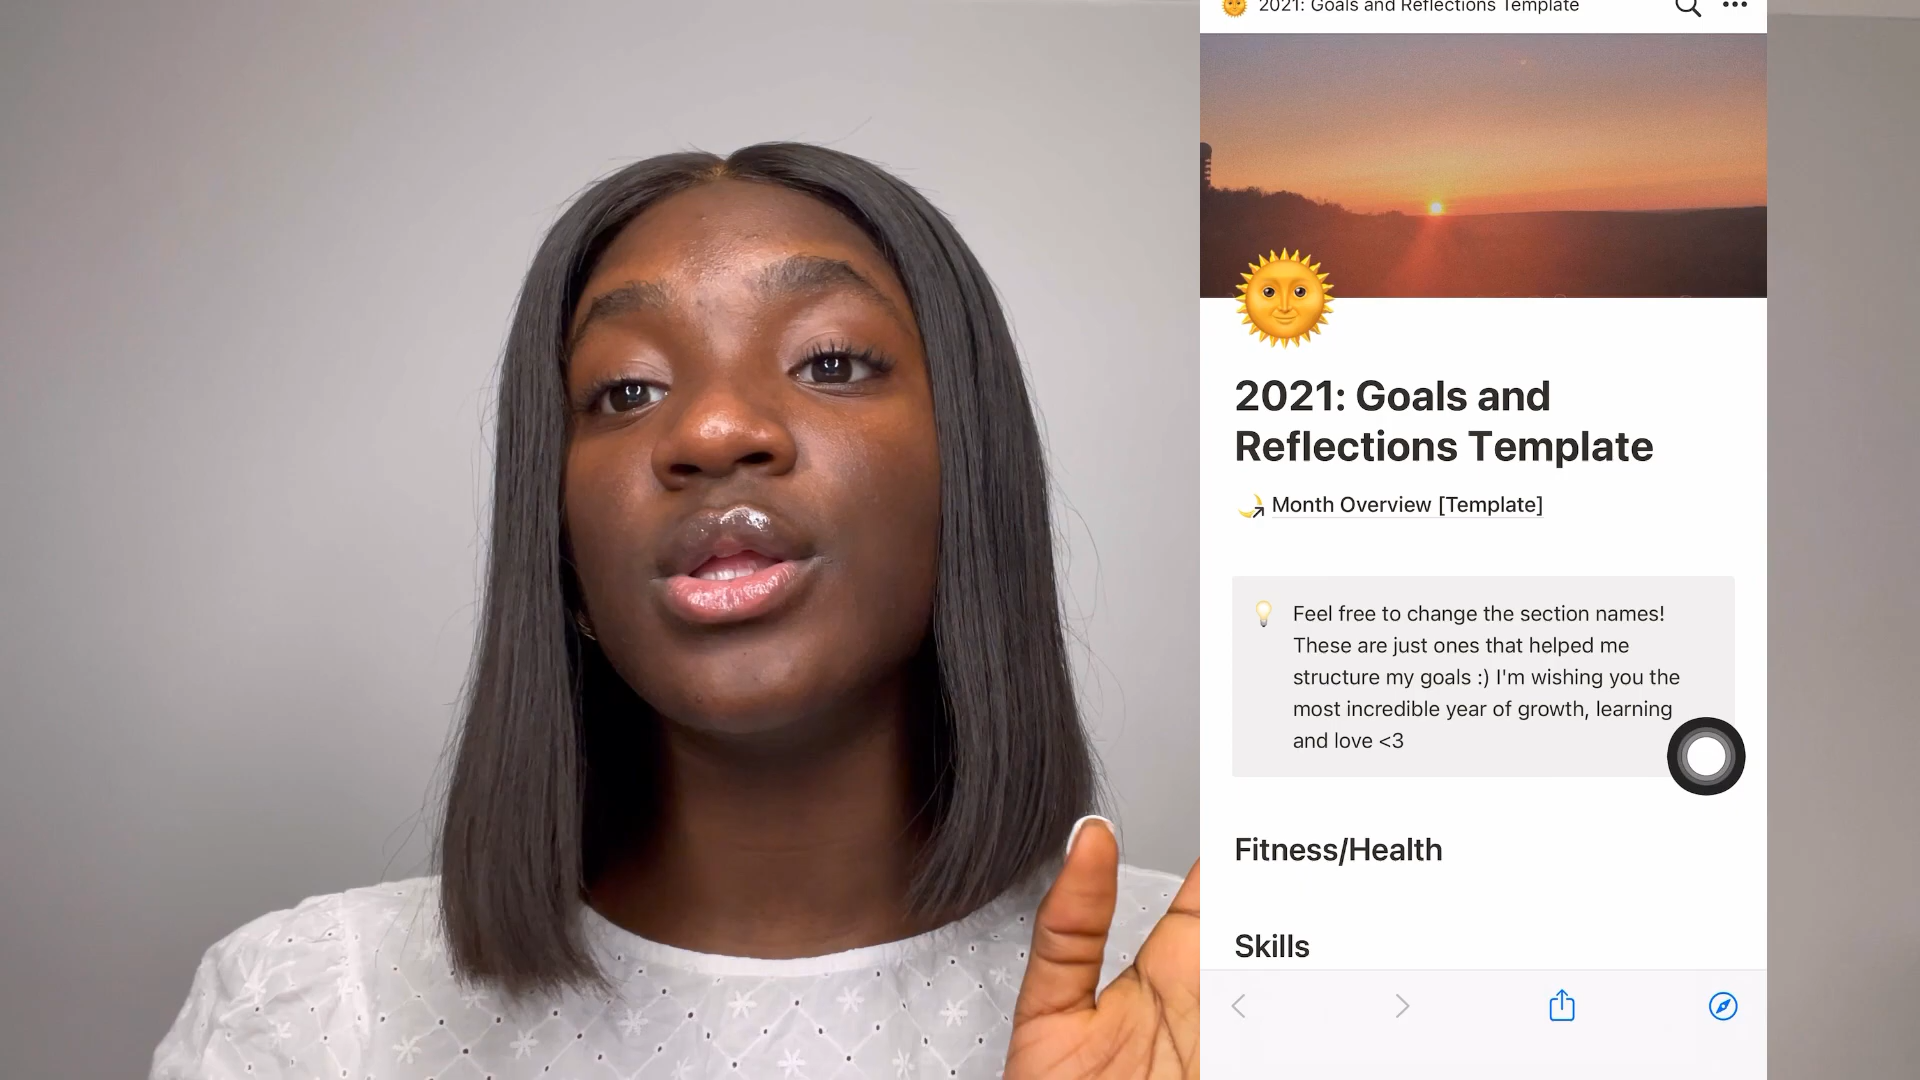 2021: Goals and Reflections Template
2021: Goals and
Reflections Template
Month Overview [Template]
Feel free to change the section names!
These are just ones that helped me
structure my goals :) I'm wishing you the
most incredible year of growth, learning
and love <3
Fitness/Health
Skills